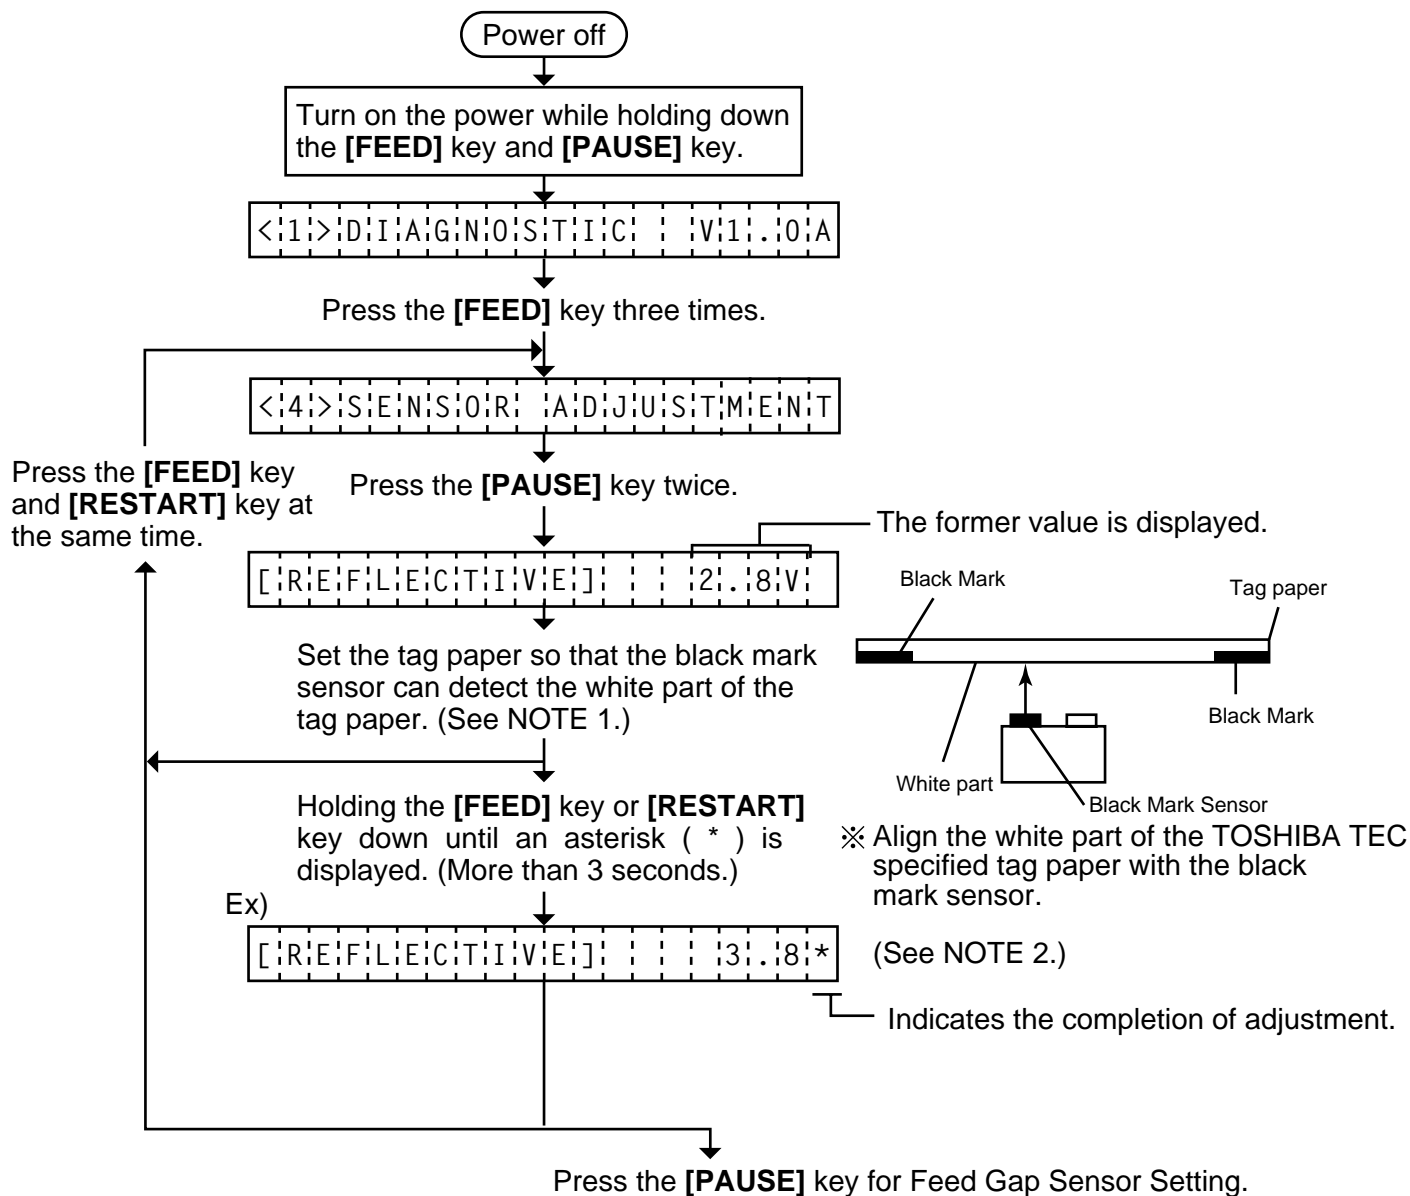 Power off
Turn on the power while holding down
the [FEED] key and [PAUSE] key.
<1>DIAGNOSTIC  V1.0A
Press the [FEED] key three times.
<4>SENSOR ADJUSTMENT
Press the [FEED] key
and [RESTART] key at
the same time.
Press the [PAUSE] key twice.
The former value is displayed.
[REFLECTIVE]   2.8V
Black Mark
Tag paper
Set the tag paper so that the black mark
sensor can detect the white part of the
tag paper. (See NOTE 1.)
Black Mark
White part
Black Mark Sensor
Holding the [FEED] key or [RESTART]
key down until an asterisk ( * ) is
displayed. (More than 3 seconds.)
※ Align the white part of the TOSHIBA TEC
specified tag paper with the black
mark sensor.
(See NOTE 2.)
Ex)
[REFLECTIVE]    3.8*
Indicates the completion of adjustment.
Press the [PAUSE] key for Feed Gap Sensor Setting.